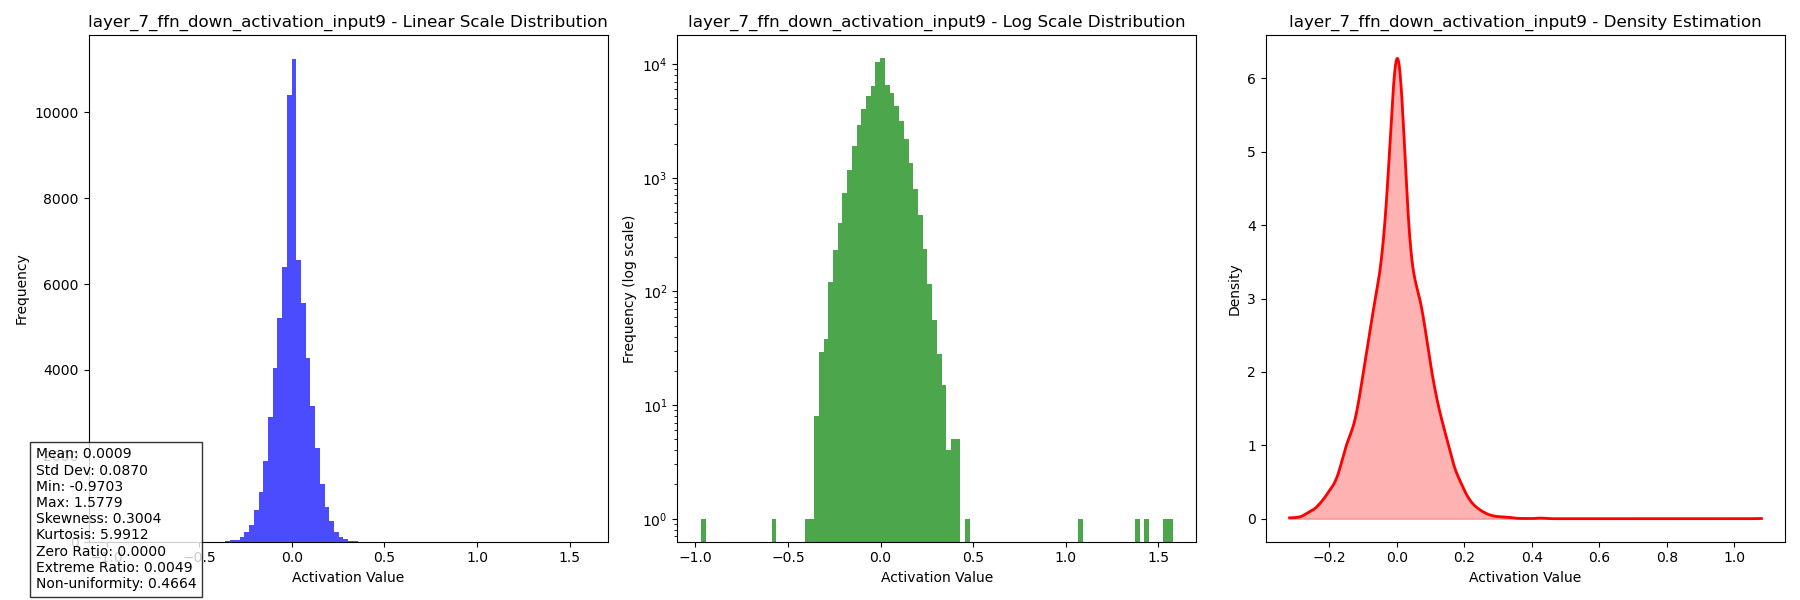 layer_7_ffn_down_activation_input9 - Linear Scale Distribution
Frequency
10000
8000
6000
4000
0.0
0.5
1.0
1.5
Activation Value
Mean: 0.0009
Std Dev: 0.0870
Min: -0.9703
Max: 1.5779
Skewness: 0.3004
Kurtosis: 5.9912
Zero Ratio: 0.0000
Extreme Ratio: 0.0049
Non-uniformity: 0.4664
layer_7_ffn_down_activation_input9 - Log Scale Distribution
Frequency (log scale)
10⁴
10³
10²
10¹
10⁰
−1.0
−0.5
0.0
0.5
1.0
1.5
Activation Value
layer_7_ffn_down_activation_input9 - Density Estimation
Density
6
5
4
3
2
1
0
−0.2
0.0
0.2
0.4
0.6
0.8
1.0
Activation Value